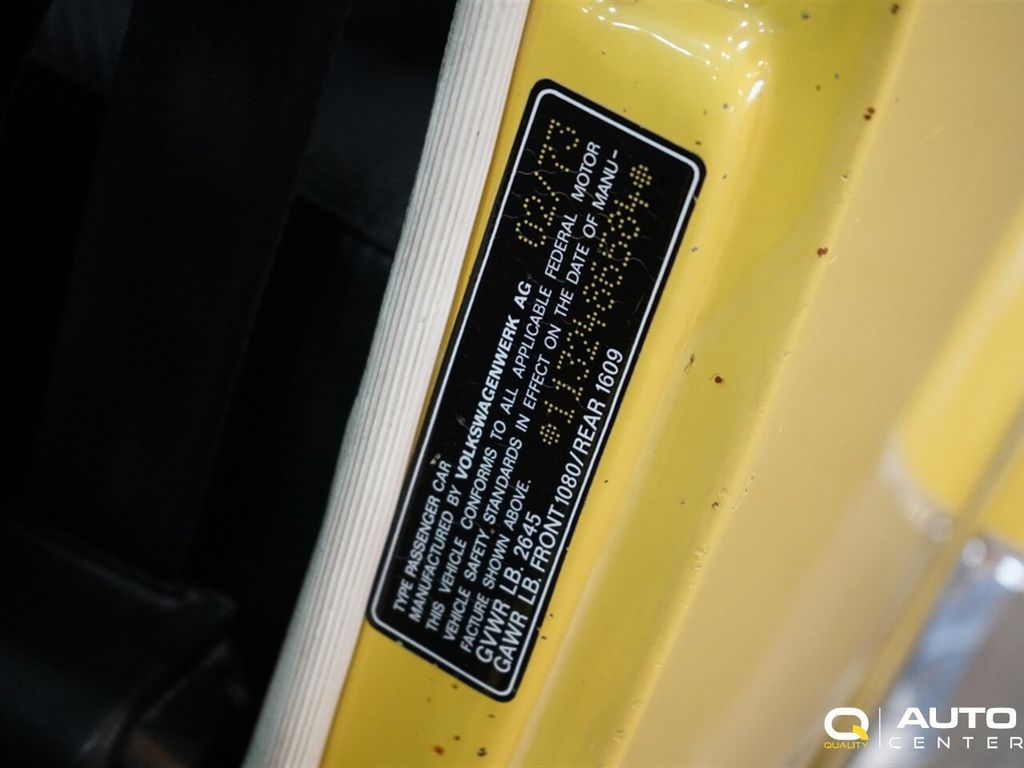 TYPE PASSENGER CAR
MANUFACTURED BY VOLKSWAGENWERK AG 02/73
THIS VEHICLE CONFORMS TO ALL APPLICABLE FEDERAL MOTOR
VEHICLE SAFETY STANDARDS IN EFFECT ON THE DATE OF MANU-
FACTURE SHOWN ABOVE.
GVWR LB. 2645
GAWR LB. FRONT 1080/REAR 1609
Q
QUALITY
AUTO
CENTER